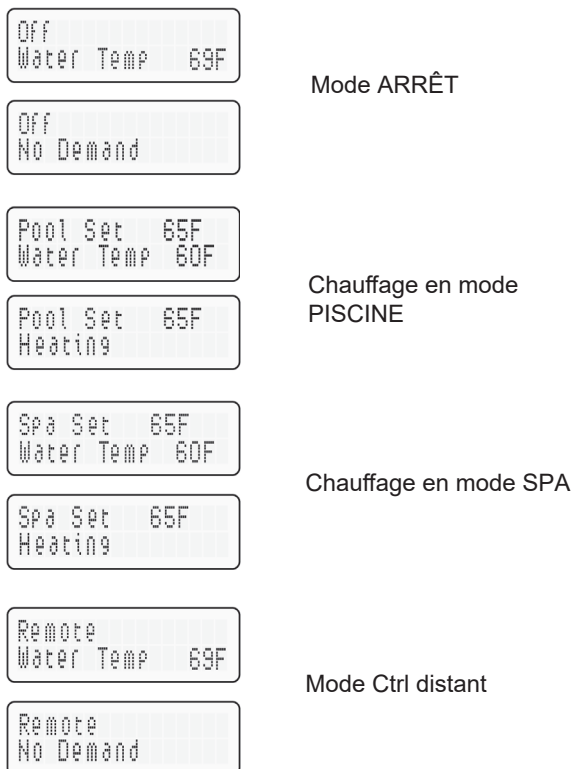 Off
Water Temp 69F
Mode ARRÊT
Off
No Demand
Pool Set 65F
Water Temp 60F
Chauffage en mode
PISCINE
Pool Set 65F
Heating
Spa Set 65F
Water Temp 60F
Chauffage en mode SPA
Spa Set 65F
Heating
Remote
Water Temp 69F
Mode Ctrl distant
Remote
No Demand